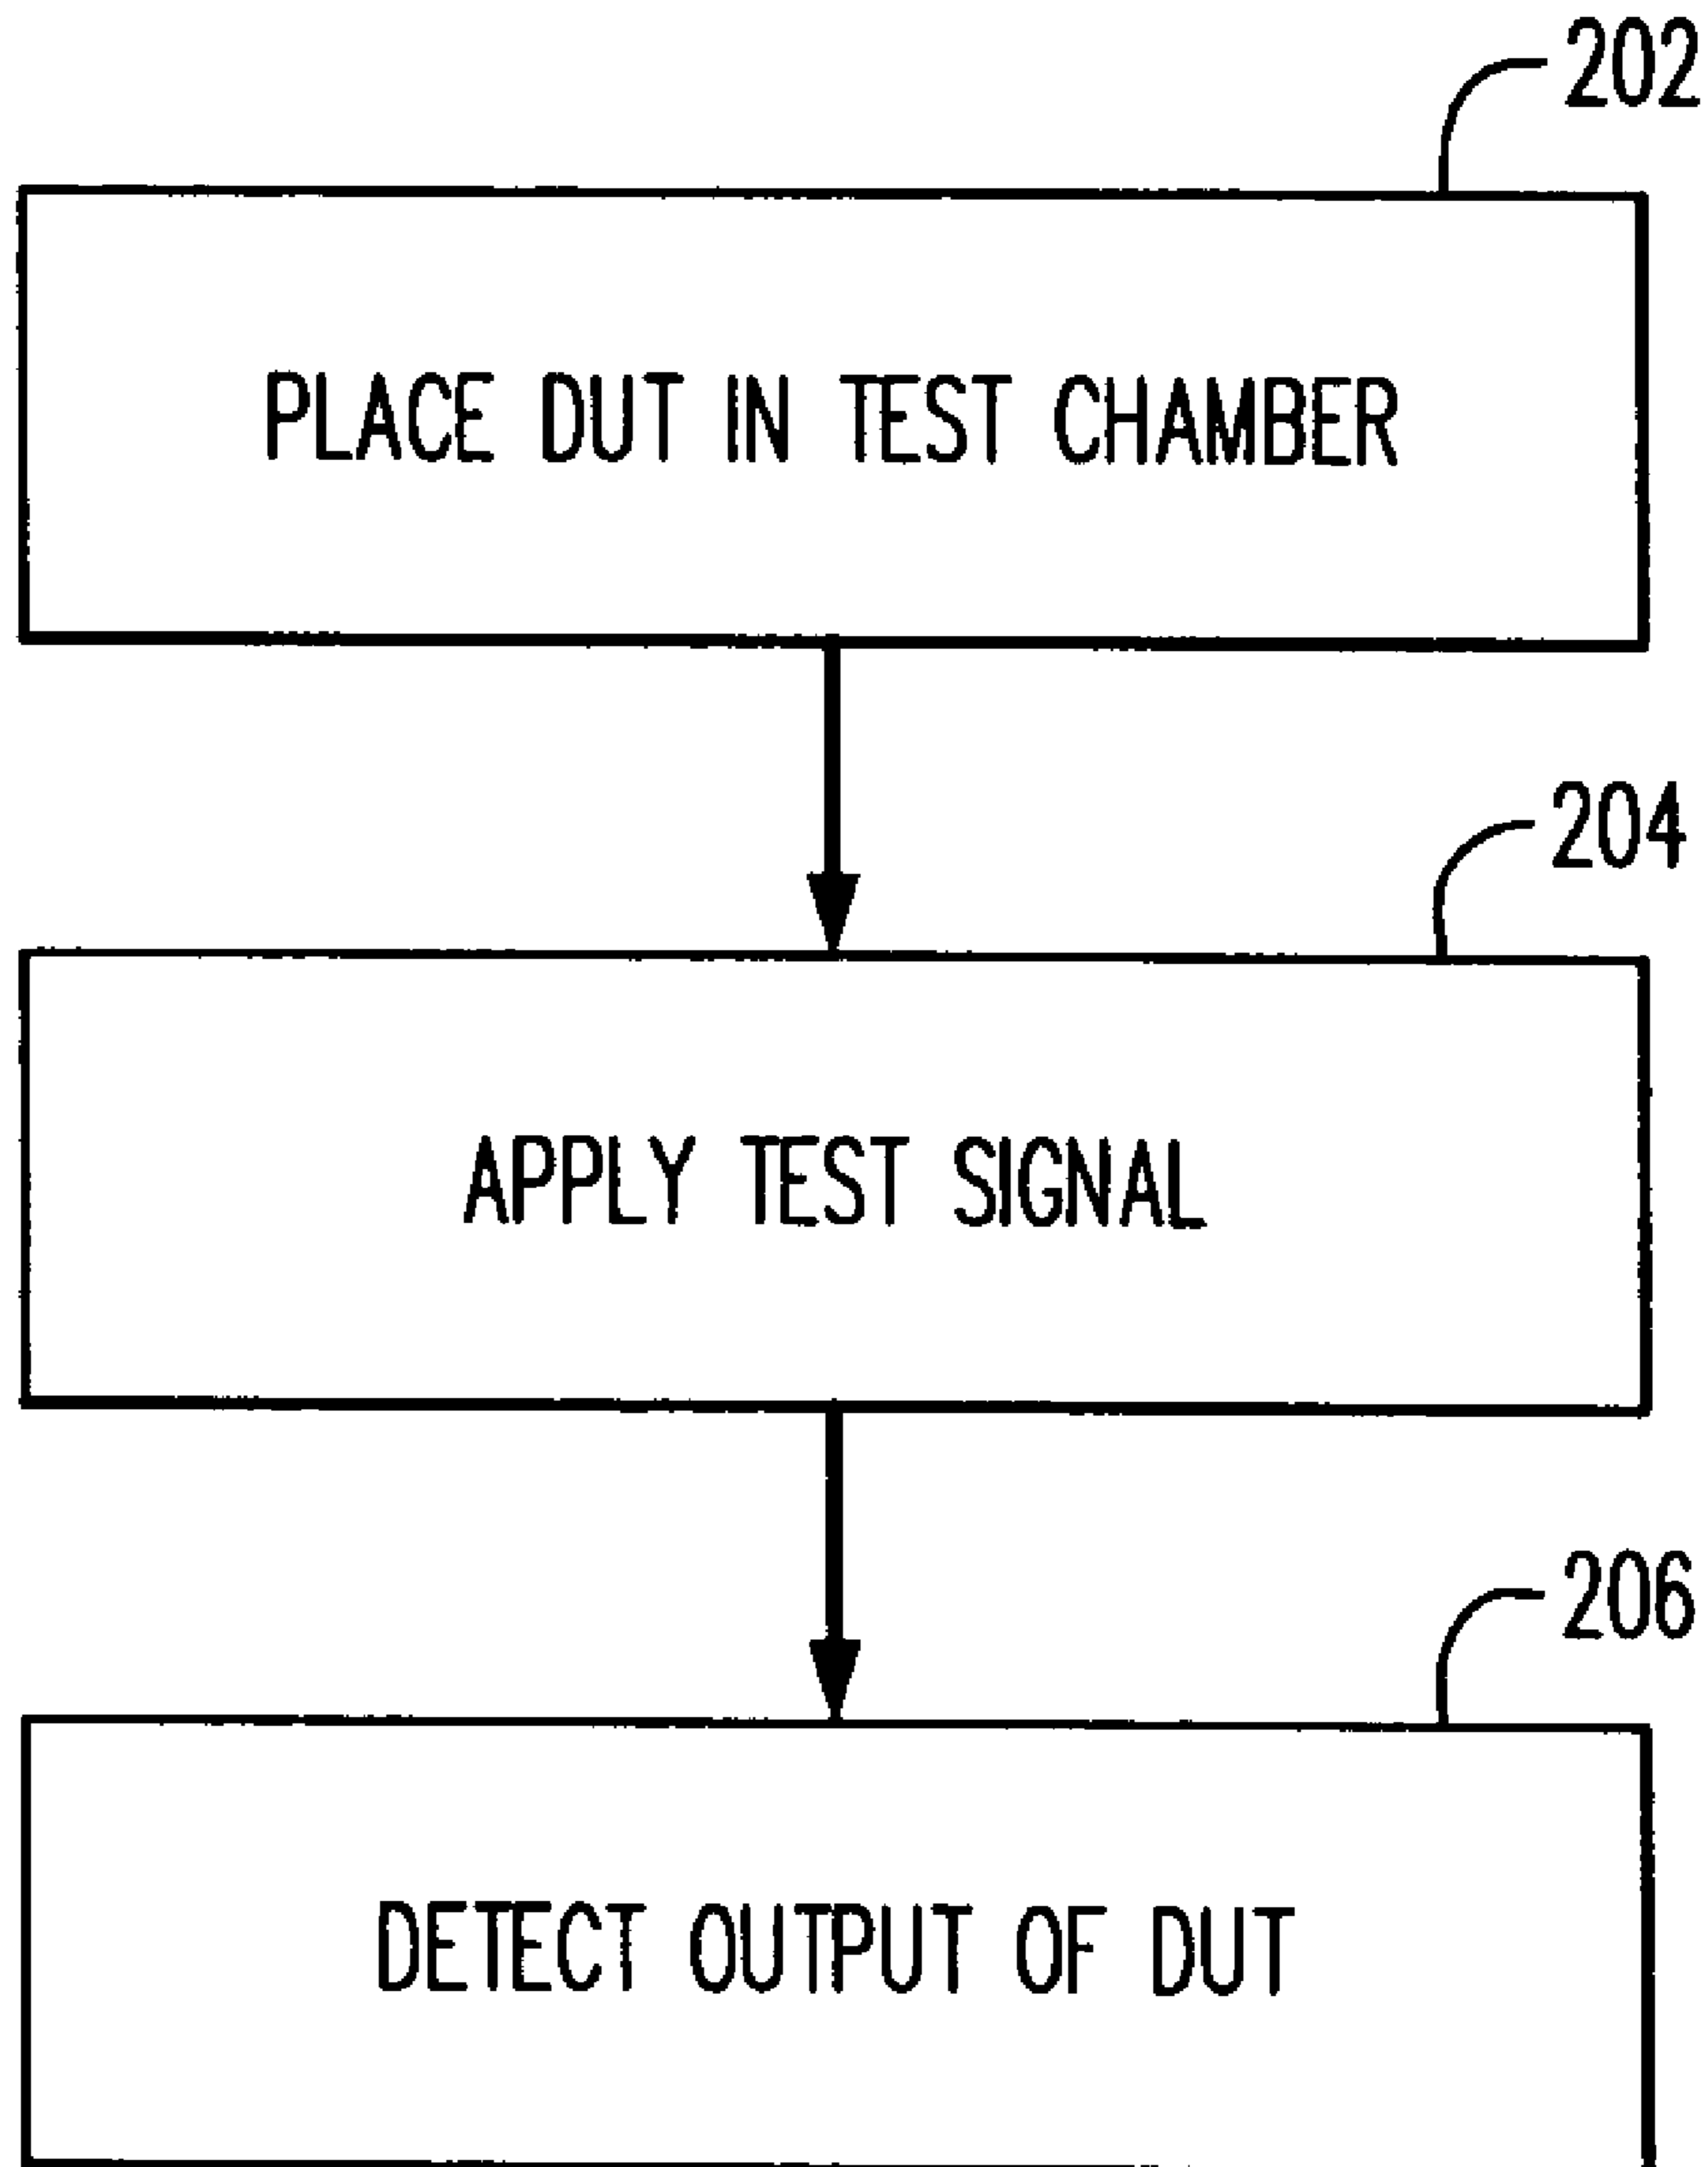 202
PLACE DUT IN TEST CHAMBER
204
APPLY TEST SIGNAL
206
DETECT OUTPUT OF DUT